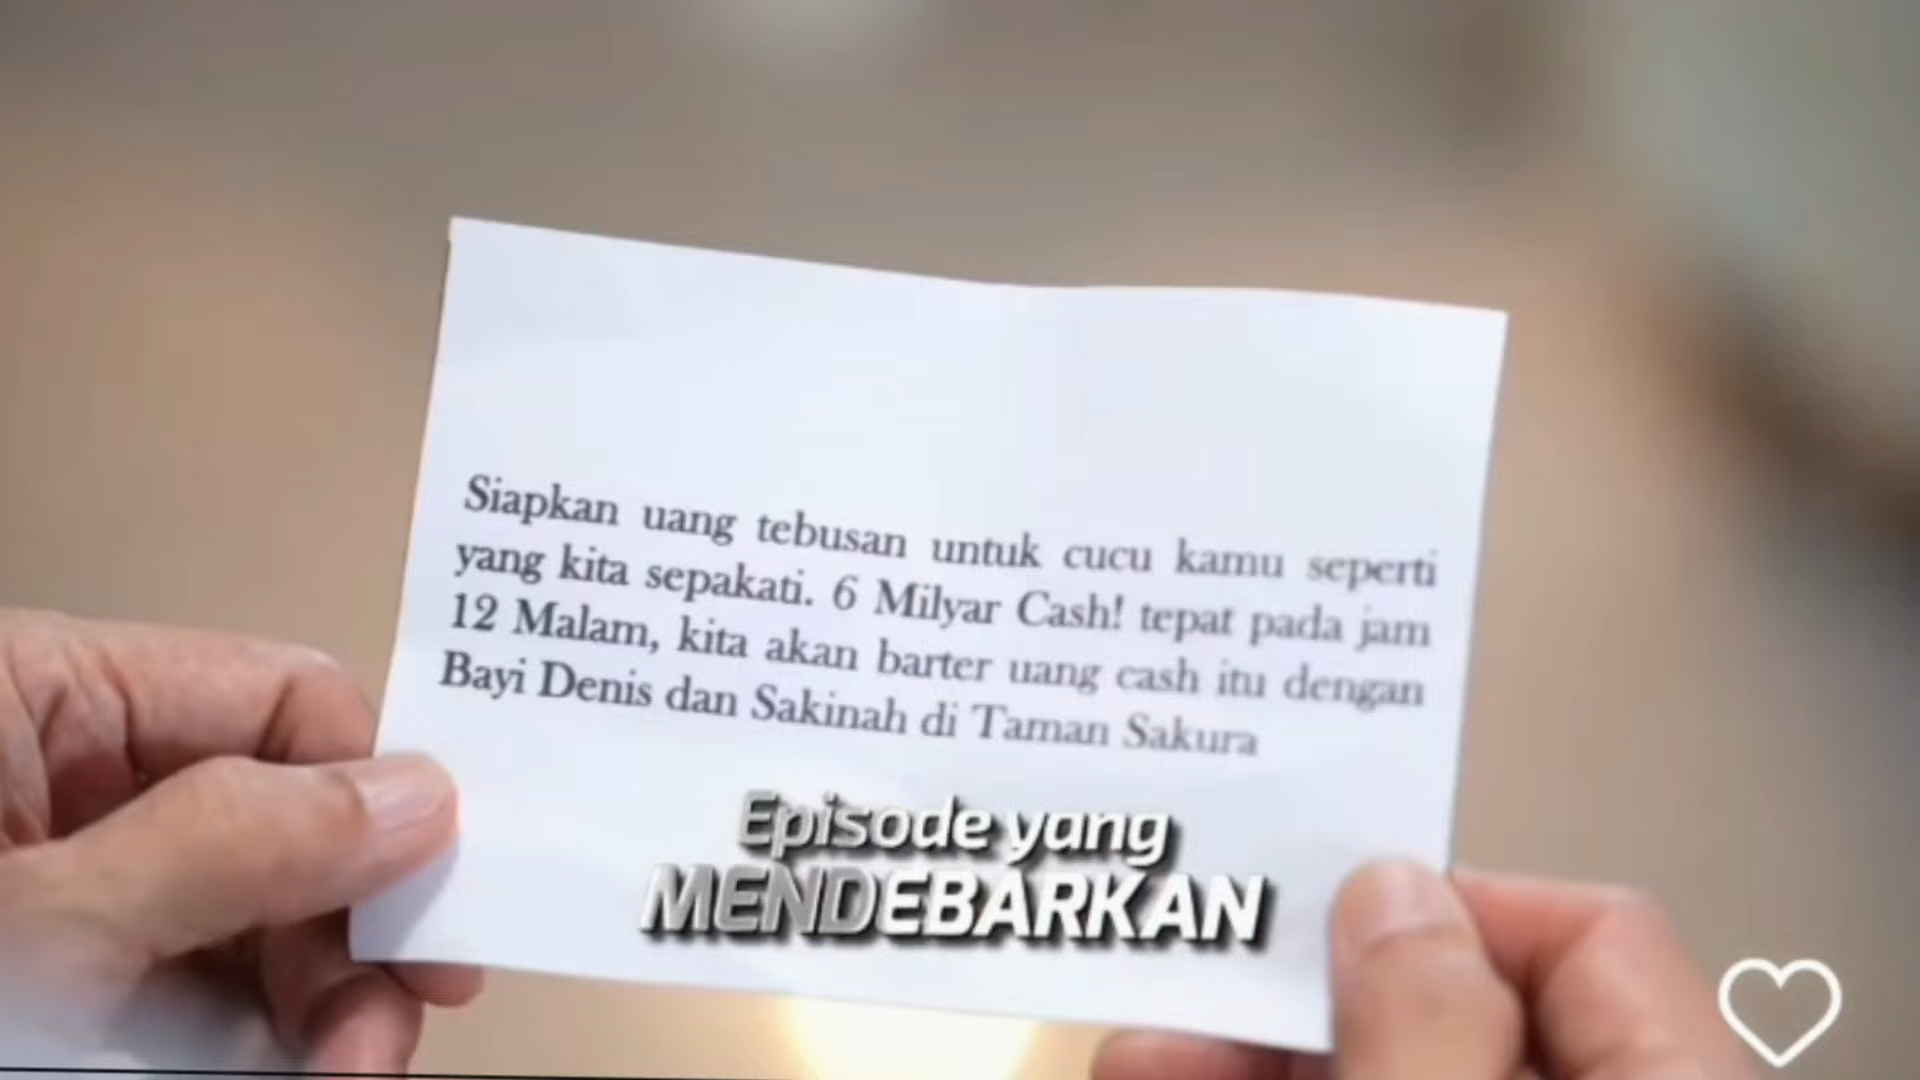 Siapkan uang tebusan untuk cucu kamu seperti
yang kita sepakati. 6 Milyar Cash! tepat pada jam
12 Malam, kita akan barter uang cash itu dengan
Bayi Denis dan Sakinah di Taman Sakura
Episode yang
MENDEBARKAN